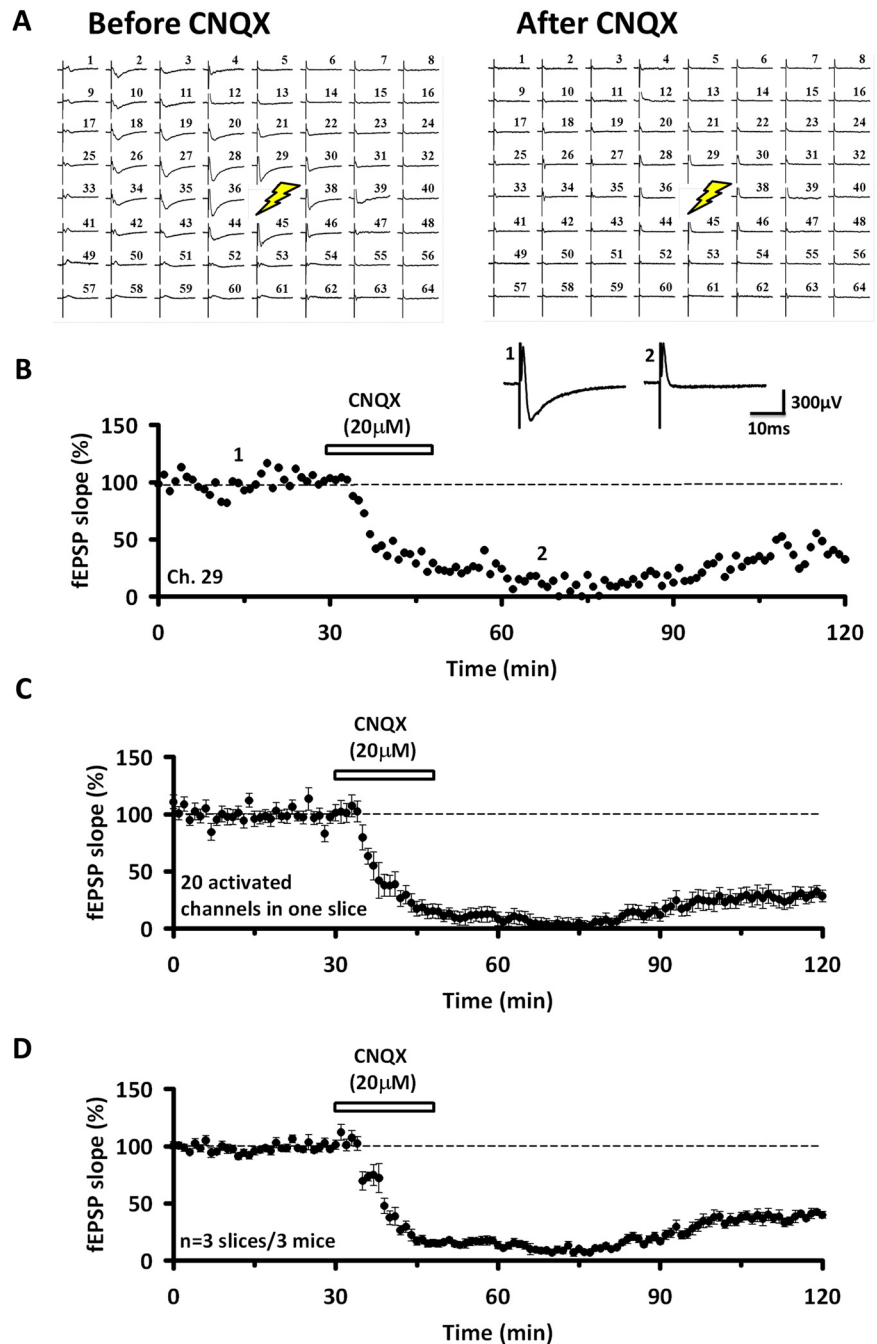 A
Before CNQX
After CNQX
1 2 3 4 5 6 7 8
9 10 11 12 13 14 15 16
17 18 19 20 21 22 23 24
25 26 27 28 29 30 31 32
33 34 35 36 38 39 40
41 42 43 44 45 46 47 48
49 50 51 52 53 54 55 56
57 58 59 60 61 62 63 64
1 2 3 4 5 6 7 8
9 10 11 12 13 14 15 16
17 18 19 20 21 22 23 24
25 26 27 28 29 30 31 32
33 34 35 36 38 39 40
41 42 43 44 45 46 47 48
49 50 51 52 53 54 55 56
57 58 59 60 61 62 63 64
B
1
2
300μV
10ms
CNQX
(20μM)
fEPSP slope (%)
150
100
50
0
1
2
Ch. 29
0 30 60 90 120
Time (min)
C
CNQX
(20μM)
fEPSP slope (%)
150
100
50
0
20 activated
channels in one slice
0 30 60 90 120
Time (min)
D
CNQX
(20μM)
fEPSP slope (%)
150
100
50
0
n=3 slices/3 mice
0 30 60 90 120
Time (min)